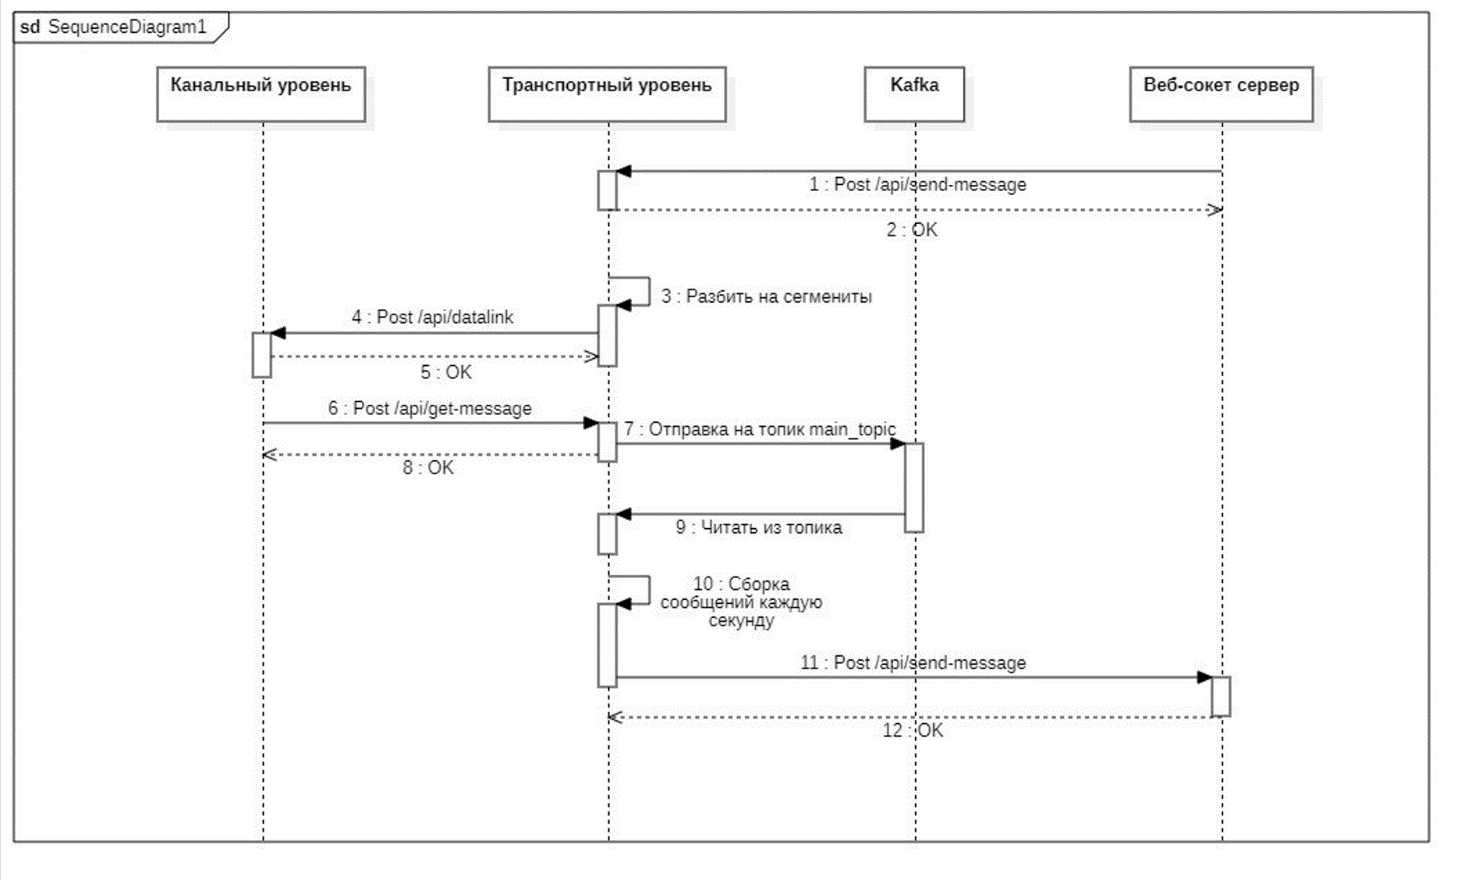 sd SequenceDiagram1
Канальный уровень
Транспортный уровень
Kafka
Веб-сокет сервер
1 : Post /api/send-message
2 : OK
3 : Разбить на сегмениты
4 : Post /api/datalink
5 : OK
6 : Post /api/get-message
7 : Отправка на топик main_topic
8 : OK
9 : Читать из топика
10 : Сборка
сообщений каждую
секунду
11 : Post /api/send-message
12 : OK